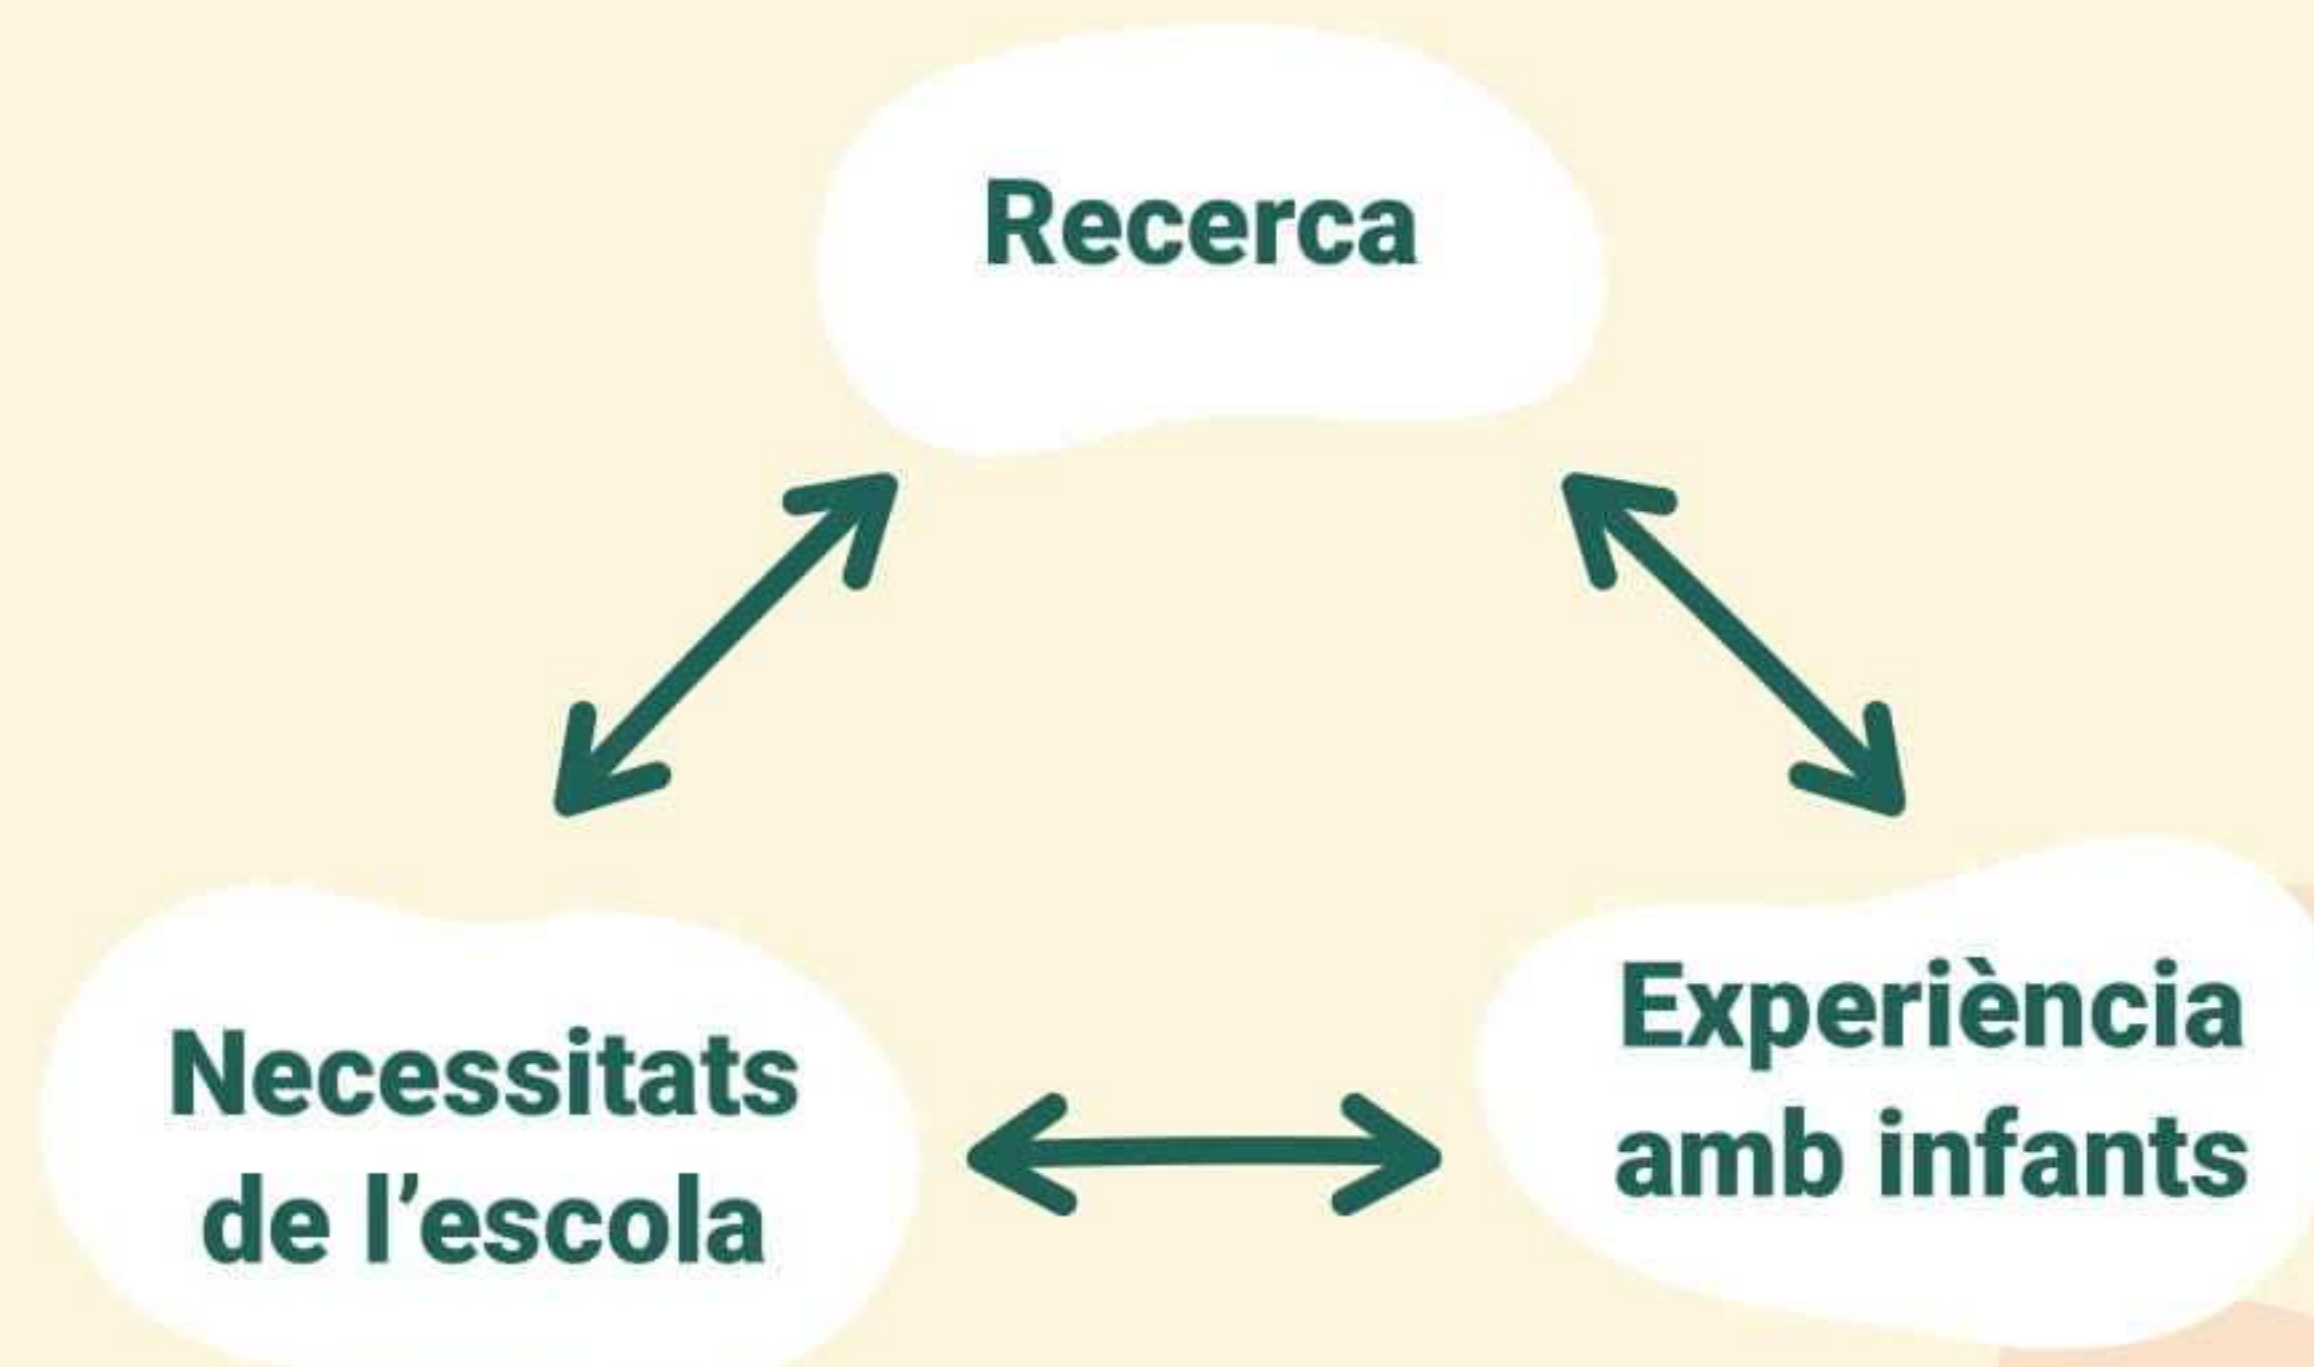 Recerca
Necessitats
de l’escola
Experiència
amb infants